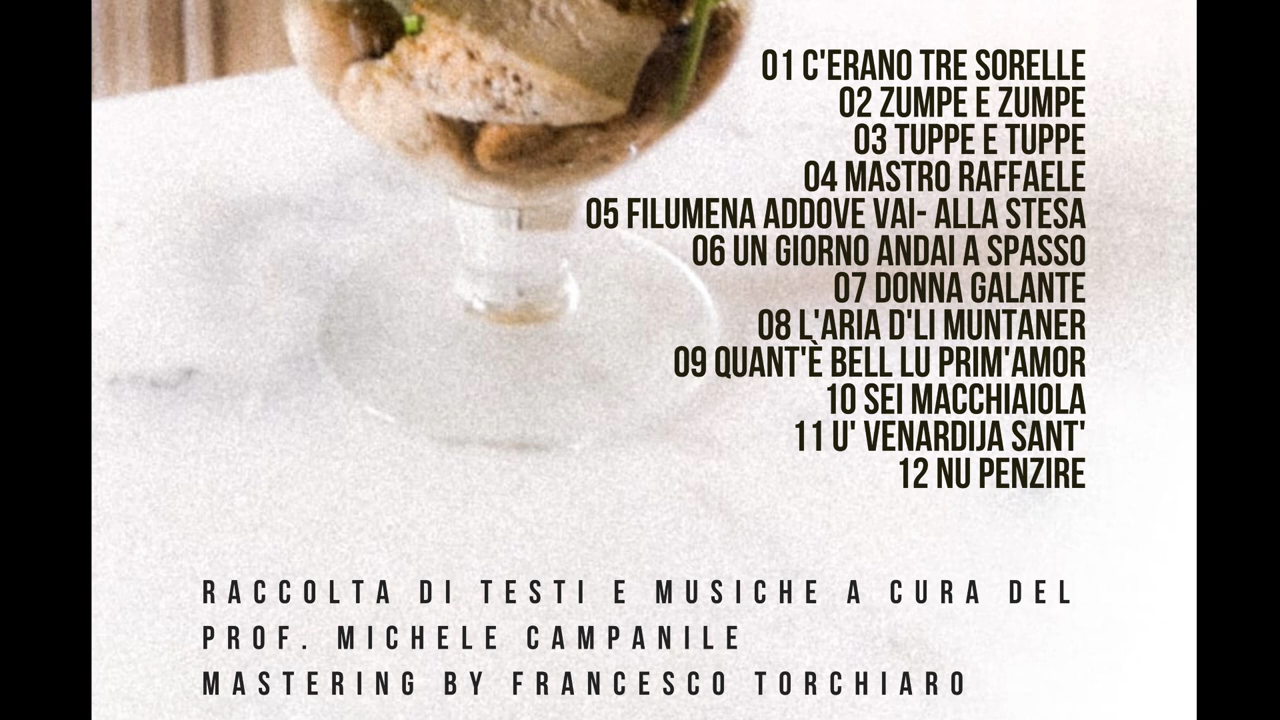 01 C'ERANO TRE SORELLE
02 ZUMPE E ZUMPE
03 TUPPE E TUPPE
04 MASTRO RAFFAELE
05 FILUMENA ADDOVE VAI- ALLA STESA
06 UN GIORNO ANDAI A SPASSO
07 DONNA GALANTE
08 L'ARIA D'LI MUNTANER
09 QUANT'È BELL LU PRIM'AMOR
10 SEI MACCHIAIOLA
11 U' VENARDIJA SANT'
12 NU PENZIRE
RACCOLTA DI TESTI E MUSICHE A CURA DEL
PROF. MICHELE CAMPANILE
MASTERING BY FRANCESCO TORCHIARO